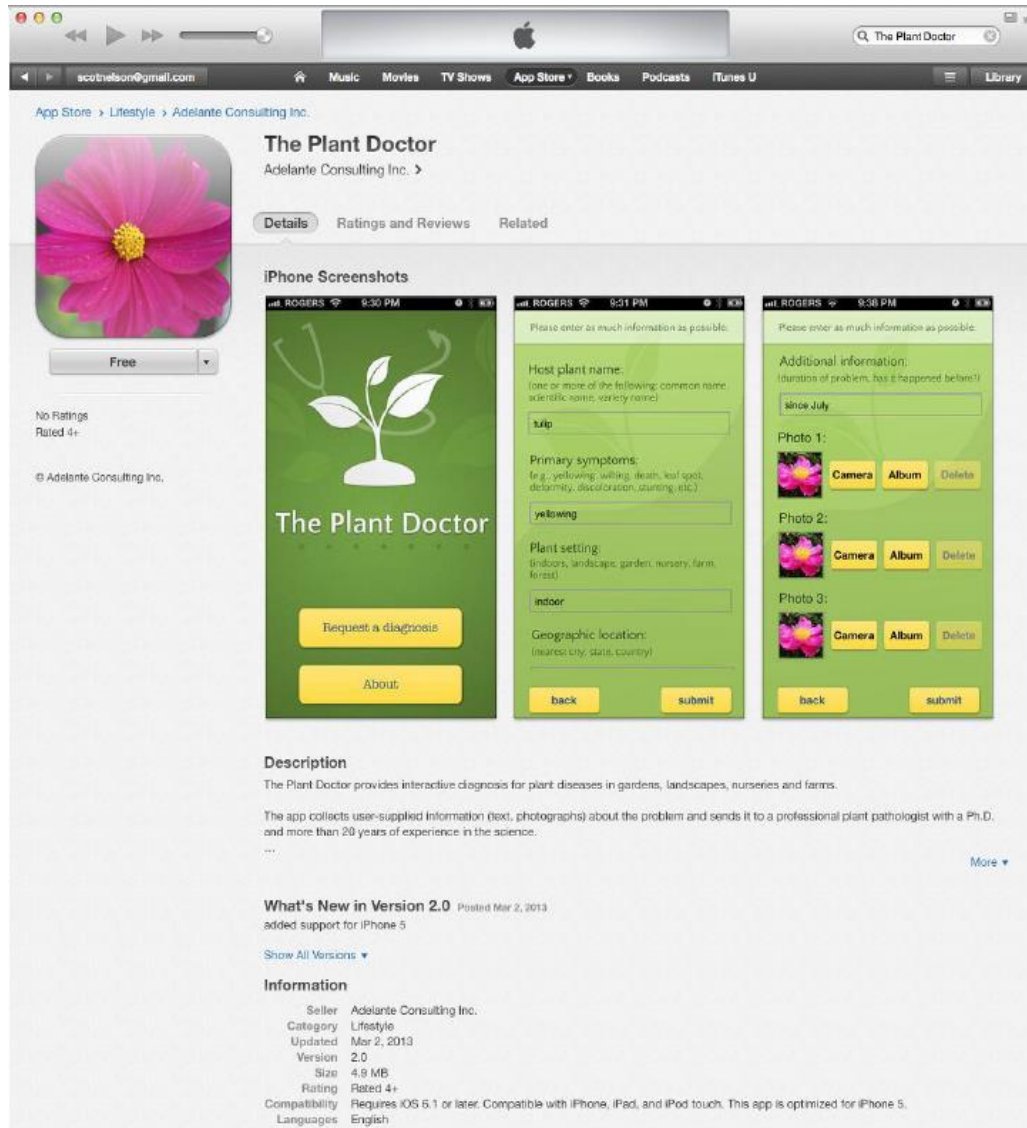 The Plant Doctor
scotnelson@gmail.com
Music Movies TV Shows App Store Books Podcasts iTunes U
Library
App Store > Lifestyle > Adelante Consulting Inc.
The Plant Doctor
Adelante Consulting Inc. >
Details Ratings and Reviews Related
Free
No Ratings
Rated 4+
© Adelante Consulting Inc.
iPhone Screenshots
ROGERS 9:30 PM
The Plant Doctor
Request a diagnosis
About
ROGERS 9:31 PM
Please enter as much information as possible.
Host plant name:
(one or more of the following: common name,
scientific name, variety name)
tulip
Primary symptoms:
(e.g., yellowing, wilting, death, leaf spot,
deformity, discoloration, stunting, etc.)
yellowing
Plant setting:
(indoors, landscape, garden, nursery, farm,
forest)
indoor
Geographic location:
(nearest city, state, country)
back submit
ROGERS 9:38 PM
Please enter as much information as possible.
Additional information:
(duration of problem, has it happened before?)
since July
Photo 1:
Camera Album Delete
Photo 2:
Camera Album Delete
Photo 3:
Camera Album Delete
back submit
Description
The Plant Doctor provides interactive diagnosis for plant diseases in gardens, landscapes, nurseries and farms.
The app collects user-supplied information (text, photographs) about the problem and sends it to a professional plant pathologist with a Ph.D.
and more than 20 years of experience in the science.
...
More
What's New in Version 2.0 Posted Mar 2, 2013
added support for iPhone 5
Show All Versions
Information
Seller Adelante Consulting Inc.
Category Lifestyle
Updated Mar 2, 2013
Version 2.0
Size 4.9 MB
Rating Rated 4+
Compatibility Requires iOS 6.1 or later. Compatible with iPhone, iPad, and iPod touch. This app is optimized for iPhone 5.
Languages English